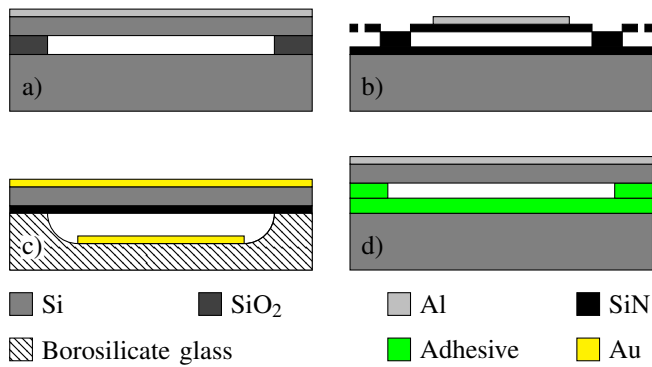 a)
b)
c)
d)
Si
SiO₂
Al
SiN
Borosilicate glass
Adhesive
Au